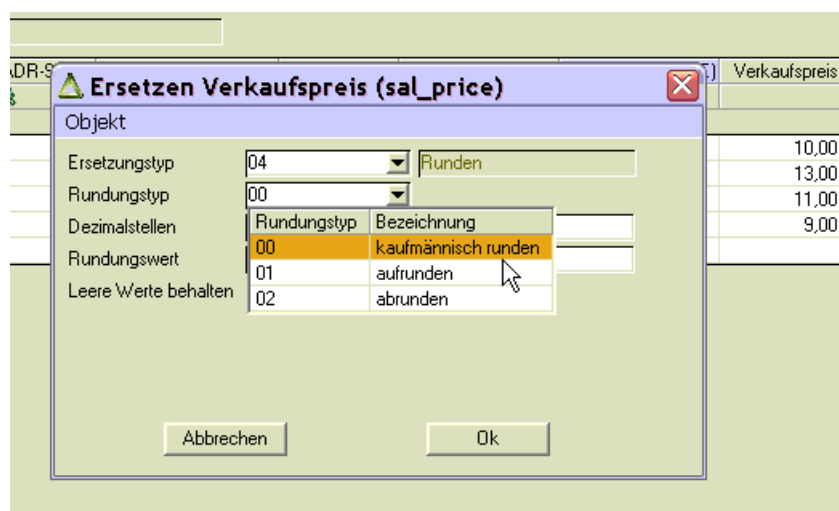 Verkaufspreis
Ersetzen Verkaufspreis (sal_price)
Objekt
Ersetzungstyp 04 Runden
Rundungstyp 00
Dezimalstellen
Rundungswert
Leere Werte behalten
Rundungstyp Bezeichnung
00 kaufmännisch runden
01 aufrunden
02 abrunden
Abbrechen Ok
10,00
13,00
11,00
9,00